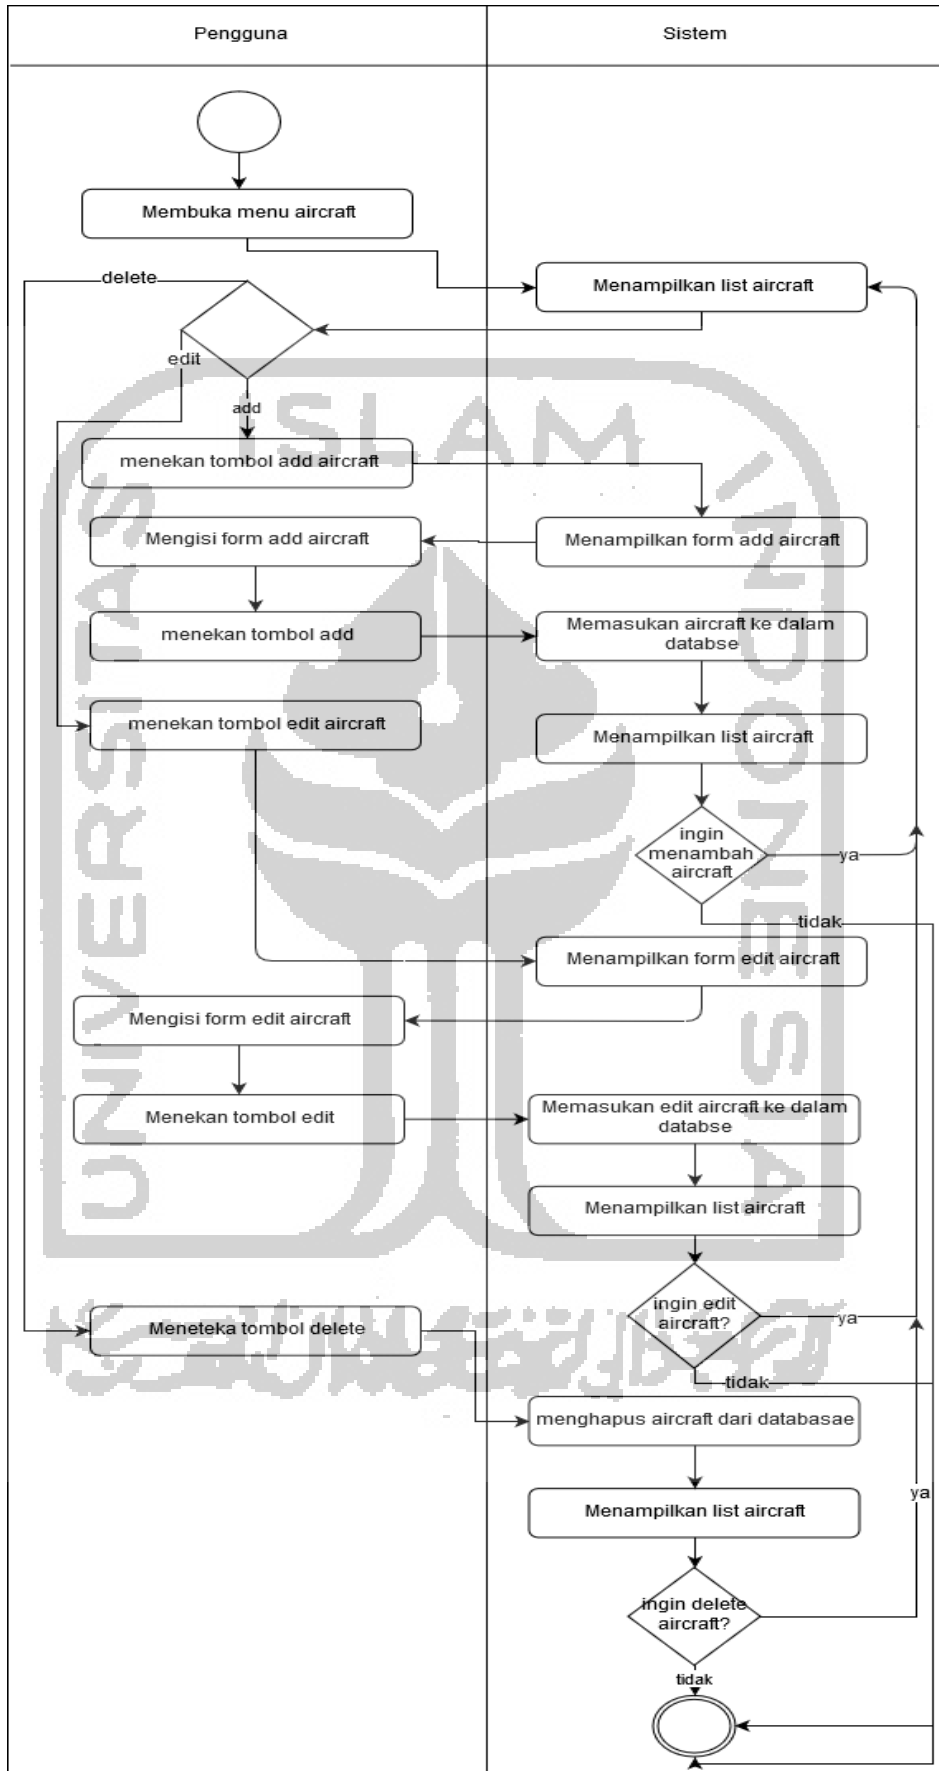 Pengguna
Sistem
Membuka menu aircraft
delete
Menampilkan list aircraft
edit
add
ISLAM
menekan tombol add aircraft
Mengisi form add aircraft
Menampilkan form add aircraft
menekan tombol add
Memasukan aircraft ke dalam
databse
UNIVERSITAS
INDONESIA
menekan tombol edit aircraft
Menampilkan list aircraft
ingin
menambah
aircraft
ya
tidak
Menampilkan form edit aircraft
Mengisi form edit aircraft
Menekan tombol edit
Memasukan edit aircraft ke dalam
databse
Menampilkan list aircraft
ingin edit
aircraft?
ya
Meneteka tombol delete
tidak
menghapus aircraft dari databasae
ya
Menampilkan list aircraft
ingin delete
aircraft?
tidak